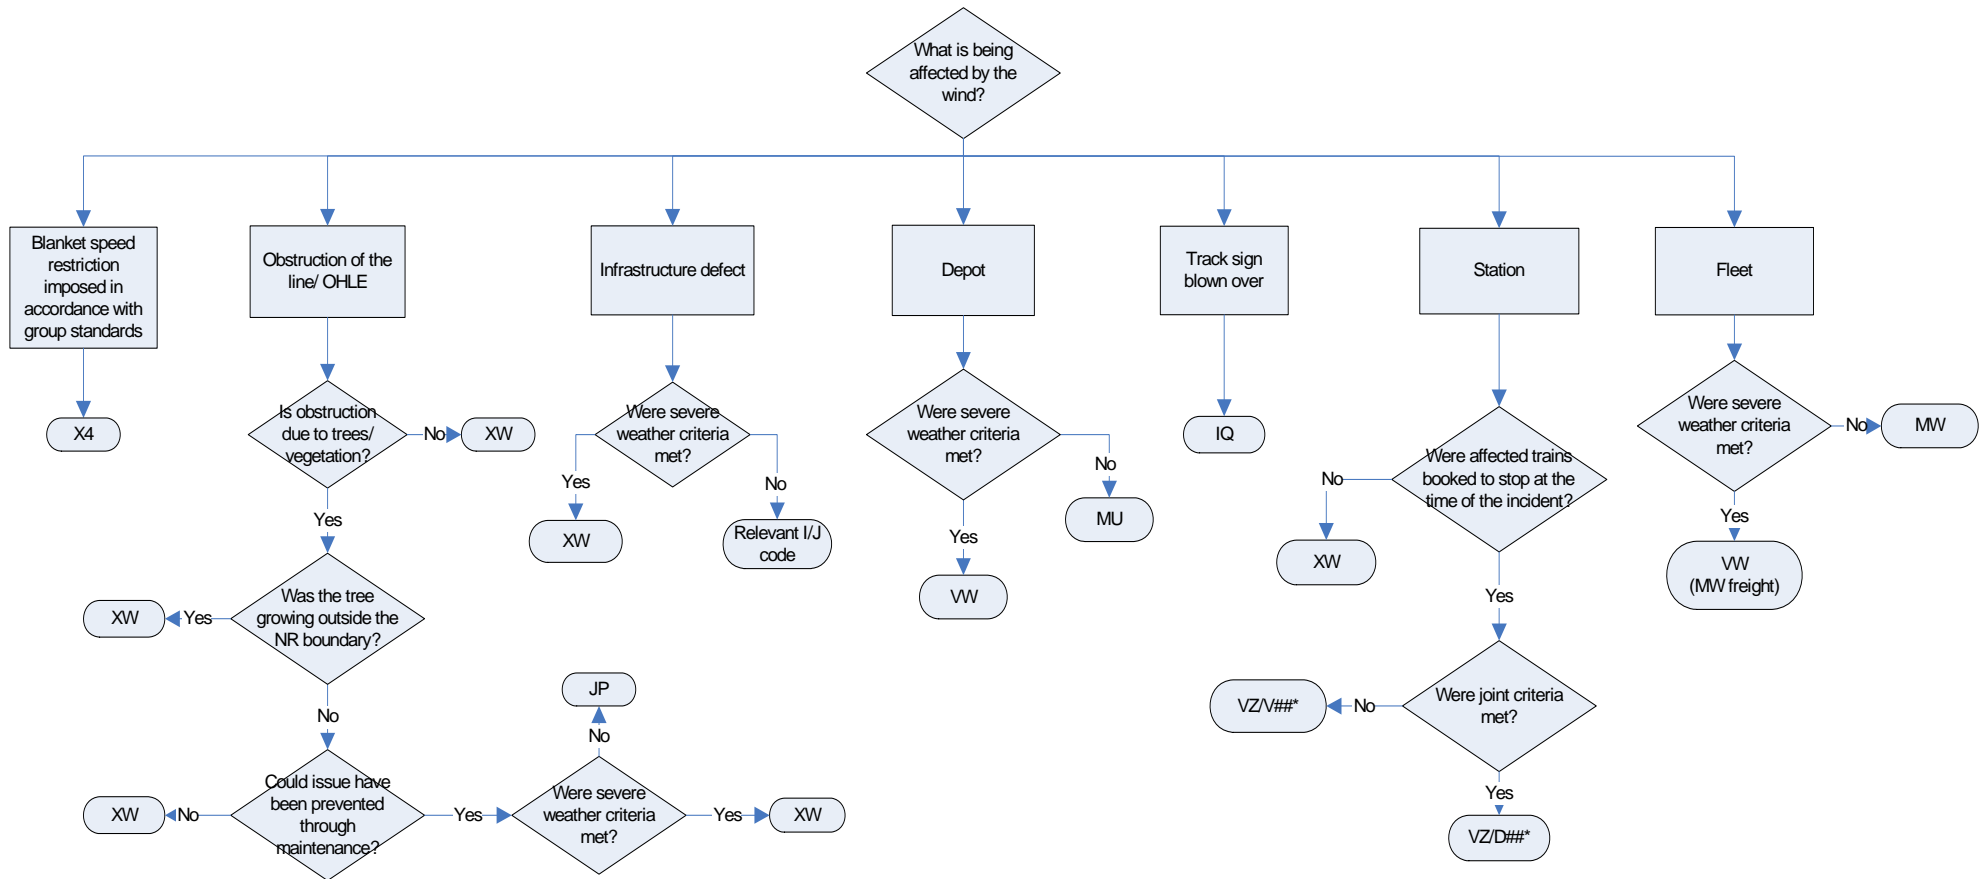 What is being
affected by the
wind?
Blanket speed
restriction
imposed in
accordance with
group standards
Obstruction of the
line/ OHLE
Infrastructure defect
Depot
Track sign
blown over
Station
Fleet
X4
Is obstruction
due to trees/
vegetation?
No
XW
Yes
Were severe
weather criteria
met?
Yes
XW
No
Relevant I/J
code
Were severe
weather criteria
met?
No
MU
Yes
VW
IQ
Were affected trains
booked to stop at the
time of the incident?
No
XW
Yes
Were severe
weather criteria
met?
No
MW
Yes
VW
(MW freight)
Was the tree
growing outside the
NR boundary?
Yes
XW
No
Could issue have
been prevented
through
maintenance?
No
XW
Yes
Were severe
weather criteria
met?
No
JP
Yes
XW
Were joint criteria
met?
No
VZ/V##*
Yes
VZ/D##*